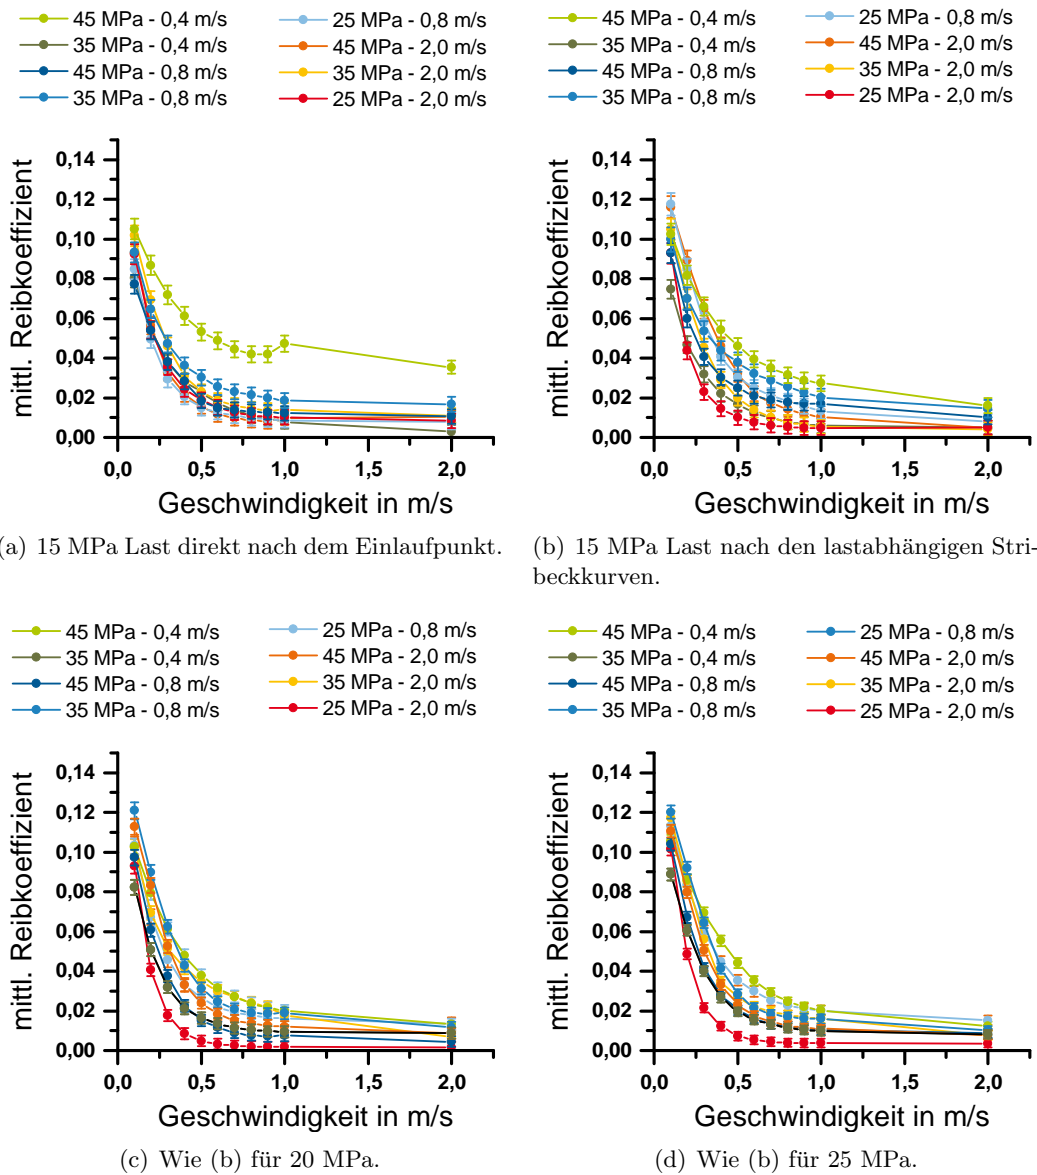 45 MPa - 0,4 m/s
35 MPa - 0,4 m/s
45 MPa - 0,8 m/s
35 MPa - 0,8 m/s
25 MPa - 0,8 m/s
45 MPa - 2,0 m/s
35 MPa - 2,0 m/s
25 MPa - 2,0 m/s
mittl. Reibkoeffizient
0,14
0,12
0,10
0,08
0,06
0,04
0,02
0,00
0,0 0,5 1,0 1,5 2,0
Geschwindigkeit in m/s
(a) 15 MPa Last direkt nach dem Einlaufpunkt.
45 MPa - 0,4 m/s
35 MPa - 0,4 m/s
45 MPa - 0,8 m/s
35 MPa - 0,8 m/s
25 MPa - 0,8 m/s
45 MPa - 2,0 m/s
35 MPa - 2,0 m/s
25 MPa - 2,0 m/s
mittl. Reibkoeffizient
0,14
0,12
0,10
0,08
0,06
0,04
0,02
0,00
0,0 0,5 1,0 1,5 2,0
Geschwindigkeit in m/s
(b) 15 MPa Last nach den lastabhängigen Stri-
beckkurven.
45 MPa - 0,4 m/s
35 MPa - 0,4 m/s
45 MPa - 0,8 m/s
35 MPa - 0,8 m/s
25 MPa - 0,8 m/s
45 MPa - 2,0 m/s
35 MPa - 2,0 m/s
25 MPa - 2,0 m/s
mittl. Reibkoeffizient
0,14
0,12
0,10
0,08
0,06
0,04
0,02
0,00
0,0 0,5 1,0 1,5 2,0
Geschwindigkeit in m/s
(c) Wie (b) für 20 MPa.
45 MPa - 0,4 m/s
35 MPa - 0,4 m/s
45 MPa - 0,8 m/s
35 MPa - 0,8 m/s
25 MPa - 0,8 m/s
45 MPa - 2,0 m/s
35 MPa - 2,0 m/s
25 MPa - 2,0 m/s
mittl. Reibkoeffizient
0,14
0,12
0,10
0,08
0,06
0,04
0,02
0,00
0,0 0,5 1,0 1,5 2,0
Geschwindigkeit in m/s
(d) Wie (b) für 25 MPa.